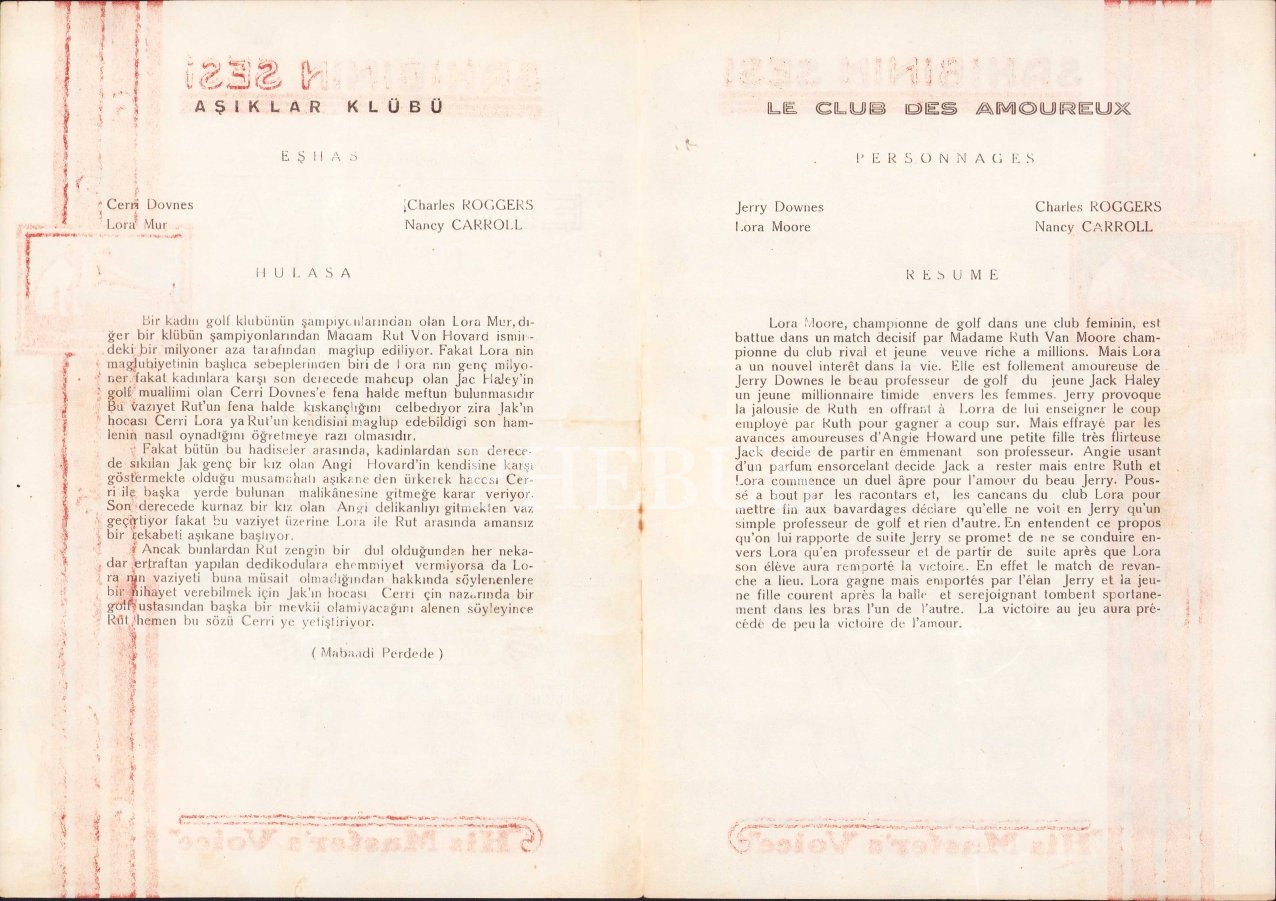 SAHİBİNİN SESİ
AŞIKLAR KLÜBÜ
EŞHAS
Cerri Dovnes Charles ROGGERS
Lora Mur Nancy CARROLL
HULASA
Bir kadın golf klubünün şampiyonlarından olan Lora Mur, di-
ğer bir klübün şampiyonlarından Madam Rut Von Hovard ismin-
deki bir milyoner aza tarafından maglup ediliyor. Fakat Lora nin
maglubiyetinin başlıca sebeplerinden biri de Lora nın genç milyo-
ner fakat kadınlara karşı son derecede mahcup olan Jac Haley'in
golf muallimi olan Cerri Dovnes'e fena halde meftun bulunmasıdır
Bu vaziyet Rut'un fena halde kıskançlığını celbedıyor zira Jak'ın
hocası Cerri Lora ya Rut'un kendisini maglup edebildigi son ham-
lenin nasıl oynadığını öğretmeye razı olmasıdır.
Fakat bütün bu hadiseler arasında, kadinlardan son derece-
de sıkılan Jak genç bir kız olan Angi Hovard'in kendisine karşı
göstermekte olduğu musamahalı aşıkane den ürkerek hacesi Cer-
ri ile başka yerde bulunan malikânesine gitmeğe karar veriyor.
Son derecede kurnaz bir kız olan Angi delikanlıyı gitmekten vaz
geçirtiyor fakat bu vaziyet üzerine Lora ile Rut arasında amansız
bir rekabeti aşıkane başlıyor.
Ancak bunlardan Rut zengin bir dul olduğundan her neka-
dar ertraftan yapılan dedikodulara ehemmiyet vermiyorsa da Lo-
ra nın vaziyeti buna müsait olmadığından hakkında söylenenlere
bir nihayet verebilmek için Jak'ın hocası Cerri çin nazarında bir
golf ustasından başka bir mevkii olamiyacağını alenen söyleyince
Rut hemen bu sözü Cerri ye yetiştiriyor.
( Mabaadi Perdede )
His Master's Voice
SAHİBİNİN SESİ
LE CLUB DES AMOUREUX
PERSONNAGES
Jerry Downes Charles ROGGERS
Lora Moore Nancy CARROLL
RESUME
Lora Moore, championne de golf dans une club feminin, est
battue dans un match decisif par Madame Ruth Van Moore cham-
pionne du club rival et jeune veuve riche a millions. Mais Lora
a un nouvel interêt dans la vie. Elle est follement amoureuse de
Jerry Downes le beau professeur de golf du jeune Jack Haley
un jeune millionnaire timide envers les femmes. Jerry provoque
la jalousie de Ruth en offrant à Lorra de lui enseigner le coup
employé par Ruth pour gagner a coup sur. Mais effrayé par les
avances amoureuses d'Angie Howard une petite fille très flirteuse
Jack decide de partir en emmenant son professeur. Angie usant
d'un parfum ensorcelant decide Jack a rester mais entre Ruth et
Lora commence un duel âpre pour l'amour du beau Jerry. Pous-
sé a bout par les racontars et, les cancans du club Lora pour
mettre fin aux bavardages déclare qu'elle ne voit en Jerry qu'un
simple professeur de golf et rien d'autre. En entendent ce propos
qu'on lui rapporte de suite Jerry se promet de ne se conduire en-
vers Lora qu'en professeur et de partir de suite après que Lora
son élève aura remporté la victoire. En effet le match de revan-
che a lieu. Lora gagne mais emportés par l'élan Jerry et la jeu-
ne fille courent après la balle et serejoignant tombent sportane-
ment dans les bras l'un de l'autre. La victoire au jeu aura pré-
cédé de peu la victoire de l'amour.
His Master's Voice